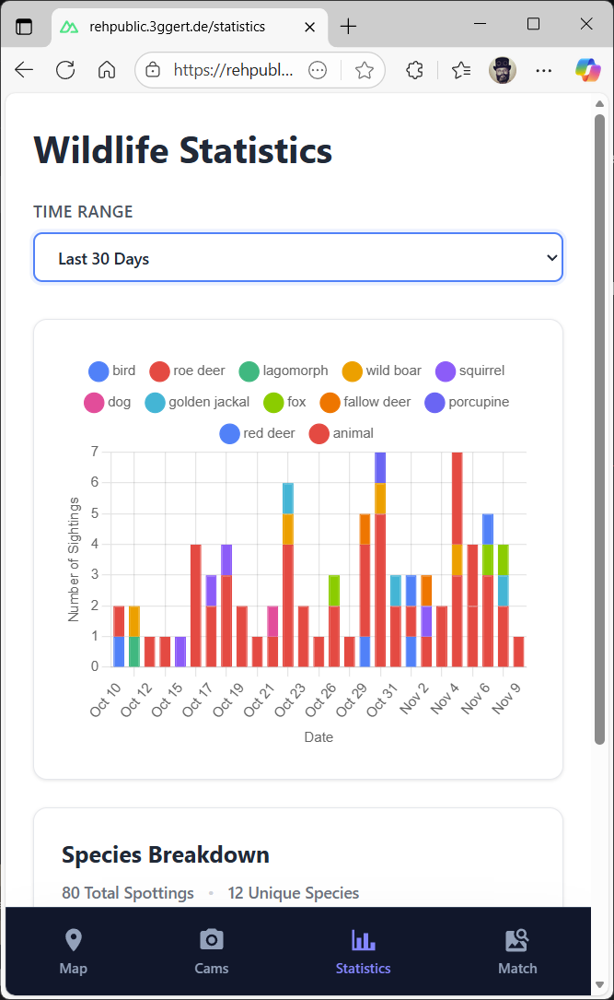 rehpublic.3ggert.de/statistics
https://rehpubl...
Wildlife Statistics
TIME RANGE
Last 30 Days
bird roe deer lagomorph wild boar squirrel
dog golden jackal fox fallow deer porcupine
red deer animal
7
6
5
4
3
2
1
0
Number of Sightings
Oct 10 Oct 12 Oct 15 Oct 17 Oct 19 Oct 21 Oct 23 Oct 26 Oct 29 Oct 31 Nov 2 Nov 4 Nov 6 Nov 9
Date
Species Breakdown
80 Total Spottings • 12 Unique Species
Map Cams Statistics Match